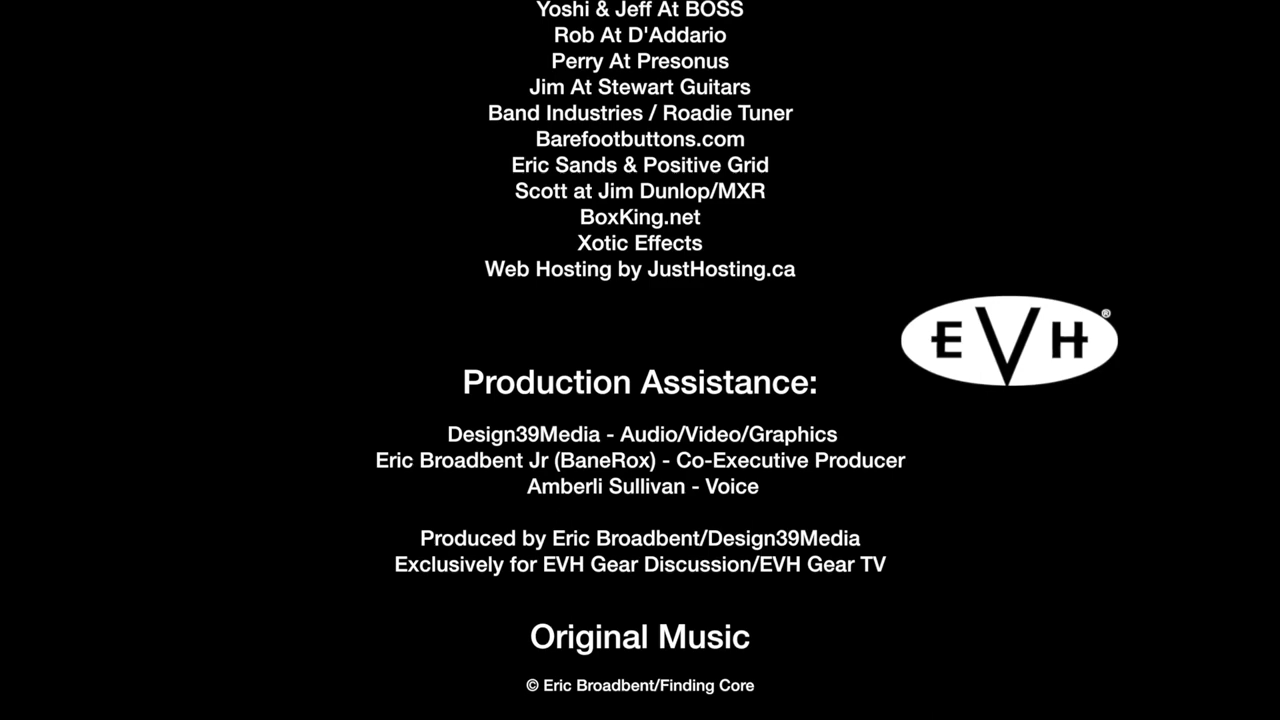 Yoshi & Jeff At BOSS
Rob At D'Addario
Perry At Presonus
Jim At Stewart Guitars
Band Industries / Roadie Tuner
Barefootbuttons.com
Eric Sands & Positive Grid
Scott at Jim Dunlop/MXR
BoxKing.net
Xotic Effects
Web Hosting by JustHosting.ca
EVH®
Production Assistance:
Design39Media - Audio/Video/Graphics
Eric Broadbent Jr (BaneRox) - Co-Executive Producer
Amberli Sullivan - Voice
Produced by Eric Broadbent/Design39Media
Exclusively for EVH Gear Discussion/EVH Gear TV
Original Music
© Eric Broadbent/Finding Core